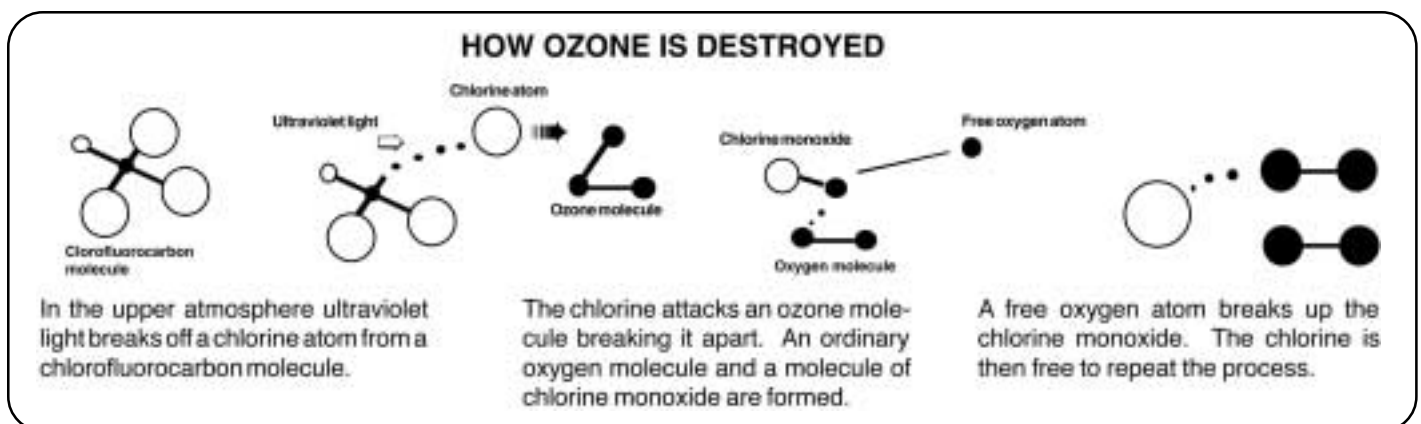 HOW OZONE IS DESTROYED
Chlorine atom
Ultraviolet light
Clorofluorocarbon
molecule
Ozone molecule
Chlorine monoxide
Free oxygen atom
Oxygen molecule
In the upper atmosphere ultraviolet
light breaks off a chlorine atom from a
chlorofluorocarbon molecule.
The chlorine attacks an ozone mole-
cule breaking it apart. An ordinary
oxygen molecule and a molecule of
chlorine monoxide are formed.
A free oxygen atom breaks up the
chlorine monoxide. The chlorine is
then free to repeat the process.